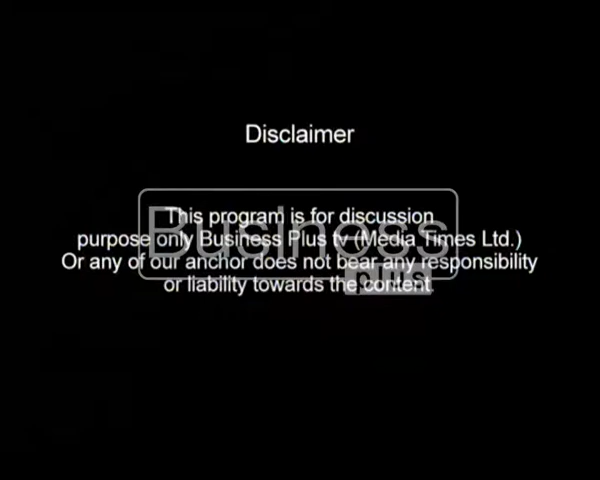 Disclaimer
This program is for discussion
purpose only Business Plus tv (Media Times Ltd.)
Or any of our anchor does not bear any responsibility
or liability towards the content.
Business
plus